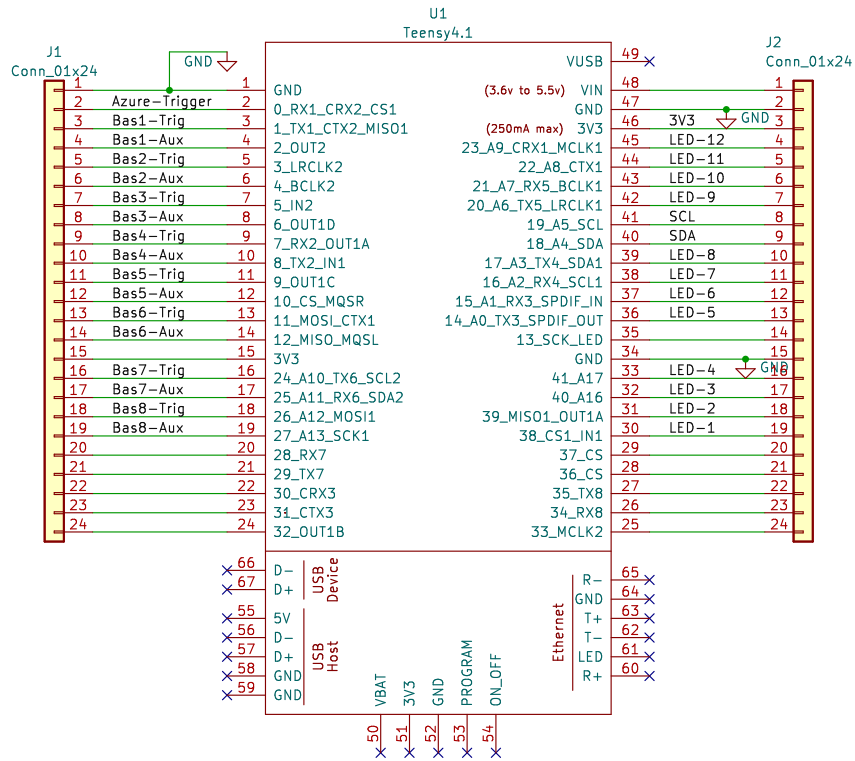 U1
Teensy4.1
J1
Conn_01x24
J2
Conn_01x24
GND
VUSB 49
1 1 GND (3.6v to 5.5v) VIN 48 1
2 Azure-Trigger 2 0_RX1_CRX2_CS1 GND 47 2
GND
3 Bas1-Trig 3 1_TX1_CTX2_MISO1 (250mA max) 3V3 46 3V3 3
4 Bas1-Aux 4 2_OUT2 23_A9_CRX1_MCLK1 45 LED-12 4
5 Bas2-Trig 5 3_LRCLK2 22_A8_CTX1 44 LED-11 5
6 Bas2-Aux 6 4_BCLK2 21_A7_RX5_BCLK1 43 LED-10 6
7 Bas3-Trig 7 5_IN2 20_A6_TX5_LRCLK1 42 LED-9 7
8 Bas3-Aux 8 6_OUT1D 19_A5_SCL 41 SCL 8
9 Bas4-Trig 9 7_RX2_OUT1A 18_A4_SDA 40 SDA 9
10 Bas4-Aux 10 8_TX2_IN1 17_A3_TX4_SDA1 39 LED-8 10
11 Bas5-Trig 11 9_OUT1C 16_A2_RX4_SCL1 38 LED-7 11
12 Bas5-Aux 12 10_CS_MQSR 15_A1_RX3_SPDIF_IN 37 LED-6 12
13 Bas6-Trig 13 11_MOSI_CTX1 14_A0_TX3_SPDIF_OUT 36 LED-5 13
14 Bas6-Aux 14 12_MISO_MQSL 13_SCK_LED 35 14
15 15 3V3 GND 34 15
GND
16 Bas7-Trig 16 24_A10_TX6_SCL2 41_A17 33 LED-4 16
17 Bas7-Aux 17 25_A11_RX6_SDA2 40_A16 32 LED-3 17
18 Bas8-Trig 18 26_A12_MOSI1 39_MISO1_OUT1A 31 LED-2 18
19 Bas8-Aux 19 27_A13_SCK1 38_CS1_IN1 30 LED-1 19
20 20 28_RX7 37_CS 29 20
21 21 29_TX7 36_CS 28 21
22 22 30_CRX3 35_TX8 27 22
23 23 31_CTX3 34_RX8 26 23
24 24 32_OUT1B 33_MCLK2 25 24
66 D-
67 D+
USB
Device
55 5V
56 D-
57 D+
58 GND
59 GND
USB
Host
Ethernet
R- 65
GND 64
T+ 63
T- 62
LED 61
R+ 60
VBAT 50
3V3 51
GND 52
PROGRAM 53
ON_OFF 54